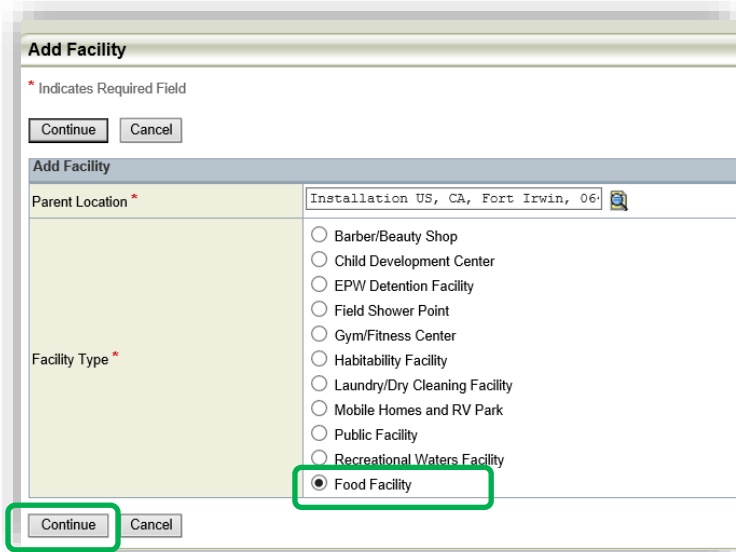 Add Facility
* Indicates Required Field
Continue Cancel
Add Facility
Parent Location * Installation US, CA, Fort Irwin, 06
Facility Type *
Barber/Beauty Shop
Child Development Center
EPW Detention Facility
Field Shower Point
Gym/Fitness Center
Habitability Facility
Laundry/Dry Cleaning Facility
Mobile Homes and RV Park
Public Facility
Recreational Waters Facility
Food Facility
Continue Cancel